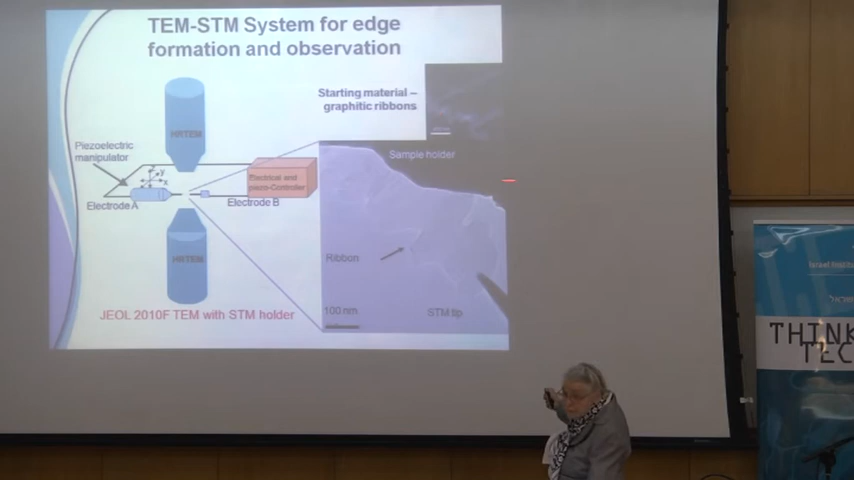 TEM-STM System for edge
formation and observation
Starting material –
graphitic ribbons
HRTEM
Piezoelectric
manipulator
z
y
x
Electrical and
piezo-Controller
Sample holder
Electrode A
Electrode B
HRTEM
Ribbon
100 nm
STM tip
JEOL 2010F TEM with STM holder
Israel
THINK
TEC